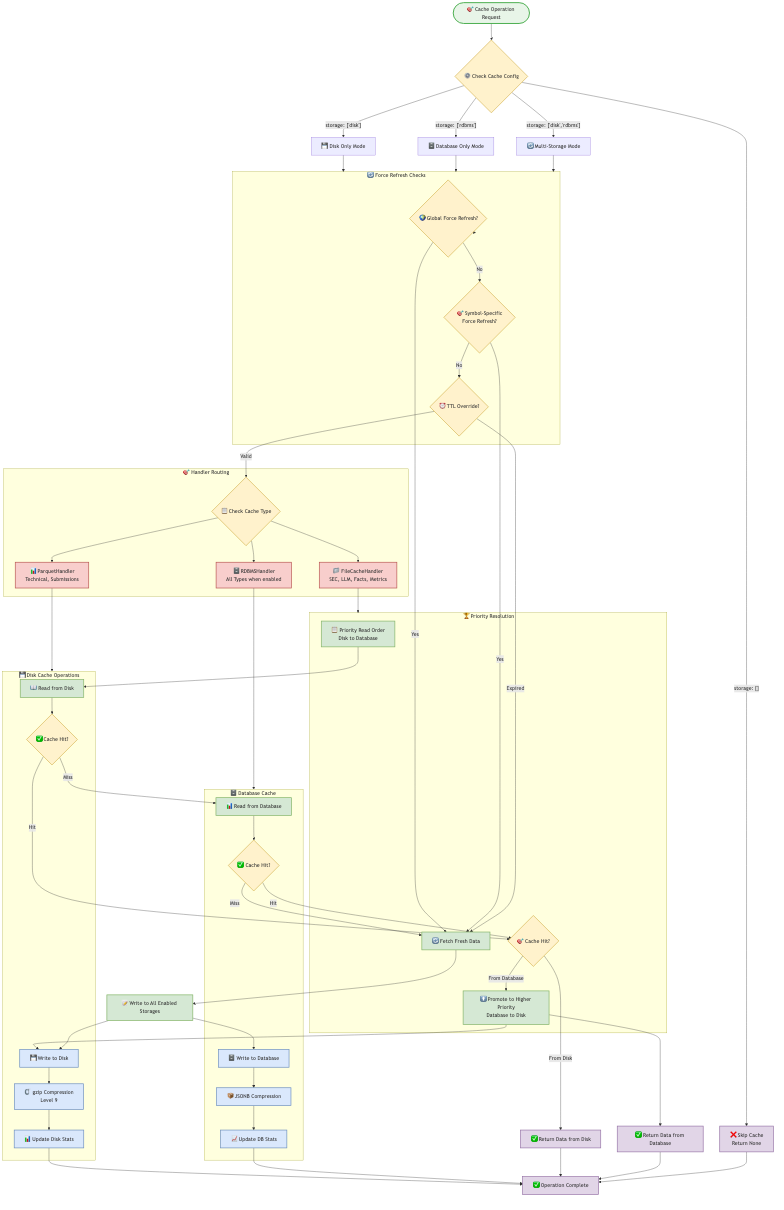 Cache Operation
Request
Check Cache Config
storage: ['disk']
storage: ['rdbms']
storage: ['disk','rdbms']
storage: []
Disk Only Mode
Database Only Mode
Multi-Storage Mode
Force Refresh Checks
Global Force Refresh?
No
Symbol-Specific
Force Refresh?
No
TTL Override?
Valid
Handler Routing
Check Cache Type
ParquetHandler
Technical, Submissions
RDBMSHandler
All Types when enabled
FileCacheHandler
SEC, LLM, Facts, Metrics
Priority Resolution
Priority Read Order
Disk to Database
Yes
Yes
Expired
Disk Cache Operations
Read from Disk
Cache Hit?
Miss
Hit
Database Cache
Read from Database
Cache Hit?
Miss
Hit
Fetch Fresh Data
Cache Hit?
From Database
Promote to Higher
Priority
Database to Disk
Write to All Enabled
Storages
From Disk
Write to Disk
Write to Database
gzip Compression
Level 9
JSONB Compression
Update Disk Stats
Update DB Stats
Return Data from Disk
Return Data from
Database
Skip Cache
Return None
Operation Complete